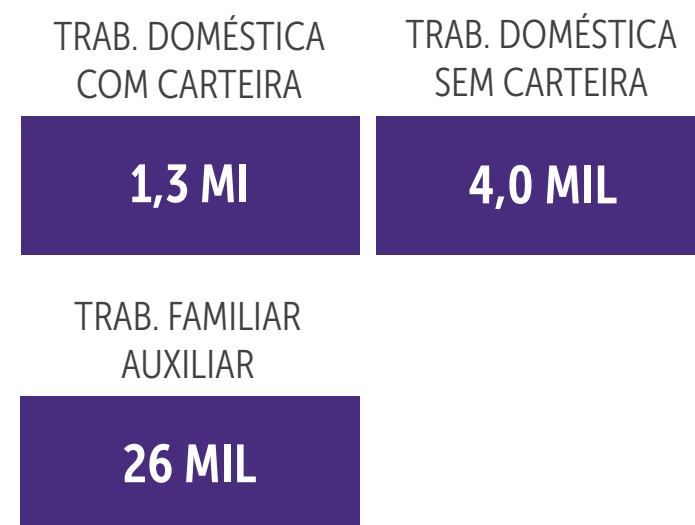 TRAB. DOMÉSTICA
COM CARTEIRA
1,3 MI
TRAB. DOMÉSTICA
SEM CARTEIRA
4,0 MIL
TRAB. FAMILIAR
AUXILIAR
26 MIL